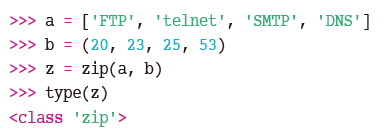 >>> a = ['FTP', 'telnet', 'SMTP', 'DNS']
>>> b = (20, 23, 25, 53)
>>> z = zip(a, b)
>>> type(z)
<class 'zip'>